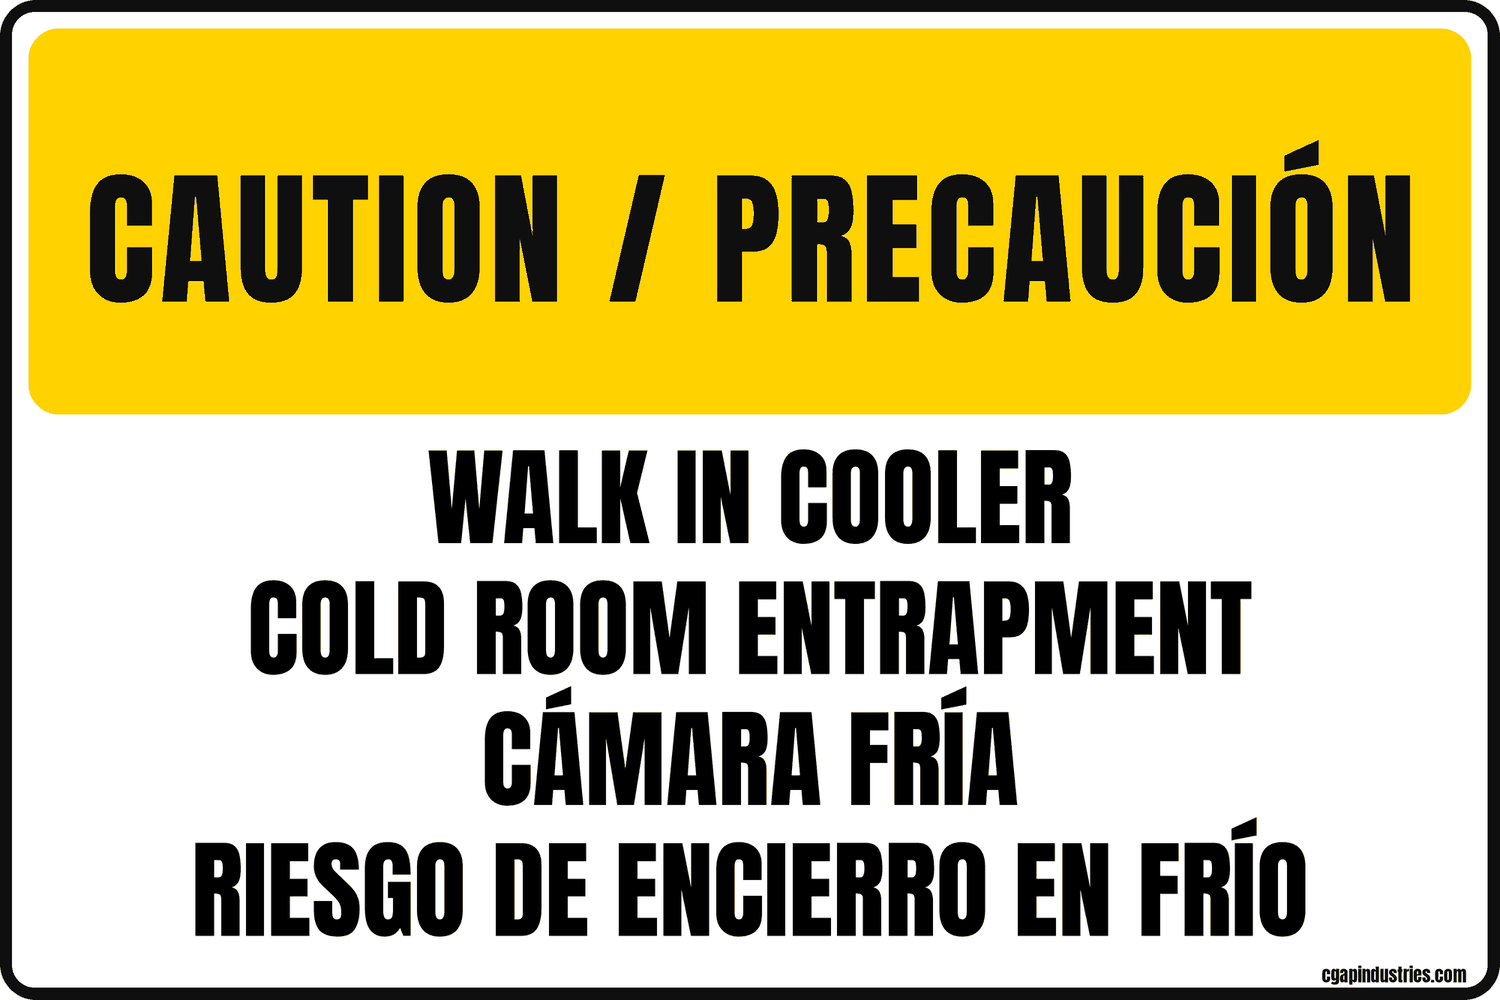 CAUTION / PRECAUCIÓN
WALK IN COOLER
COLD ROOM ENTRAPMENT
CÁMARA FRÍA
RIESGO DE ENCIERRO EN FRÍO
cgapindustries.com